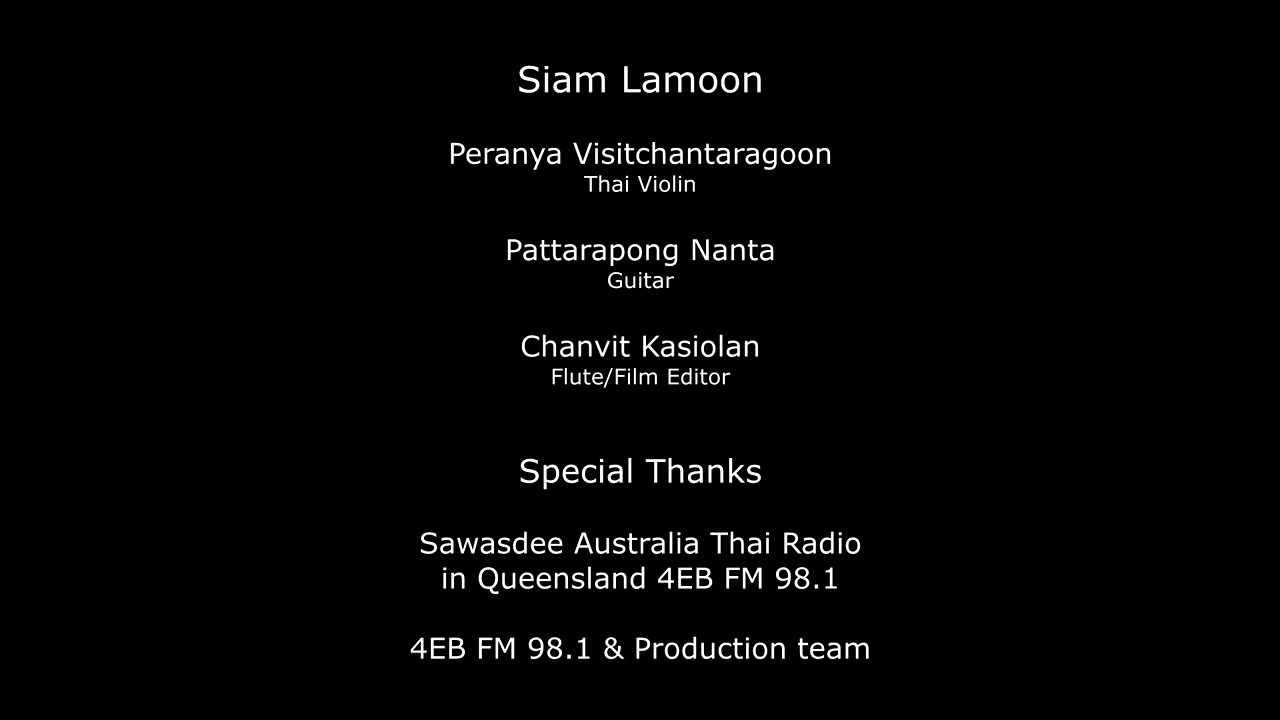 Siam Lamoon
Peranya Visitchantaragoon
Thai Violin
Pattarapong Nanta
Guitar
Chanvit Kasiolan
Flute/Film Editor
Special Thanks
Sawasdee Australia Thai Radio
in Queensland 4EB FM 98.1
4EB FM 98.1 & Production team